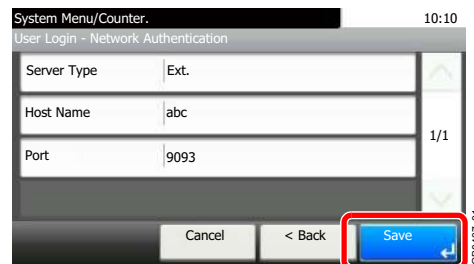 System Menu/Counter.
10:10
User Login - Network Authentication
Server Type Ext.
Host Name abc
Port 9093
1/1
Cancel
< Back
Save